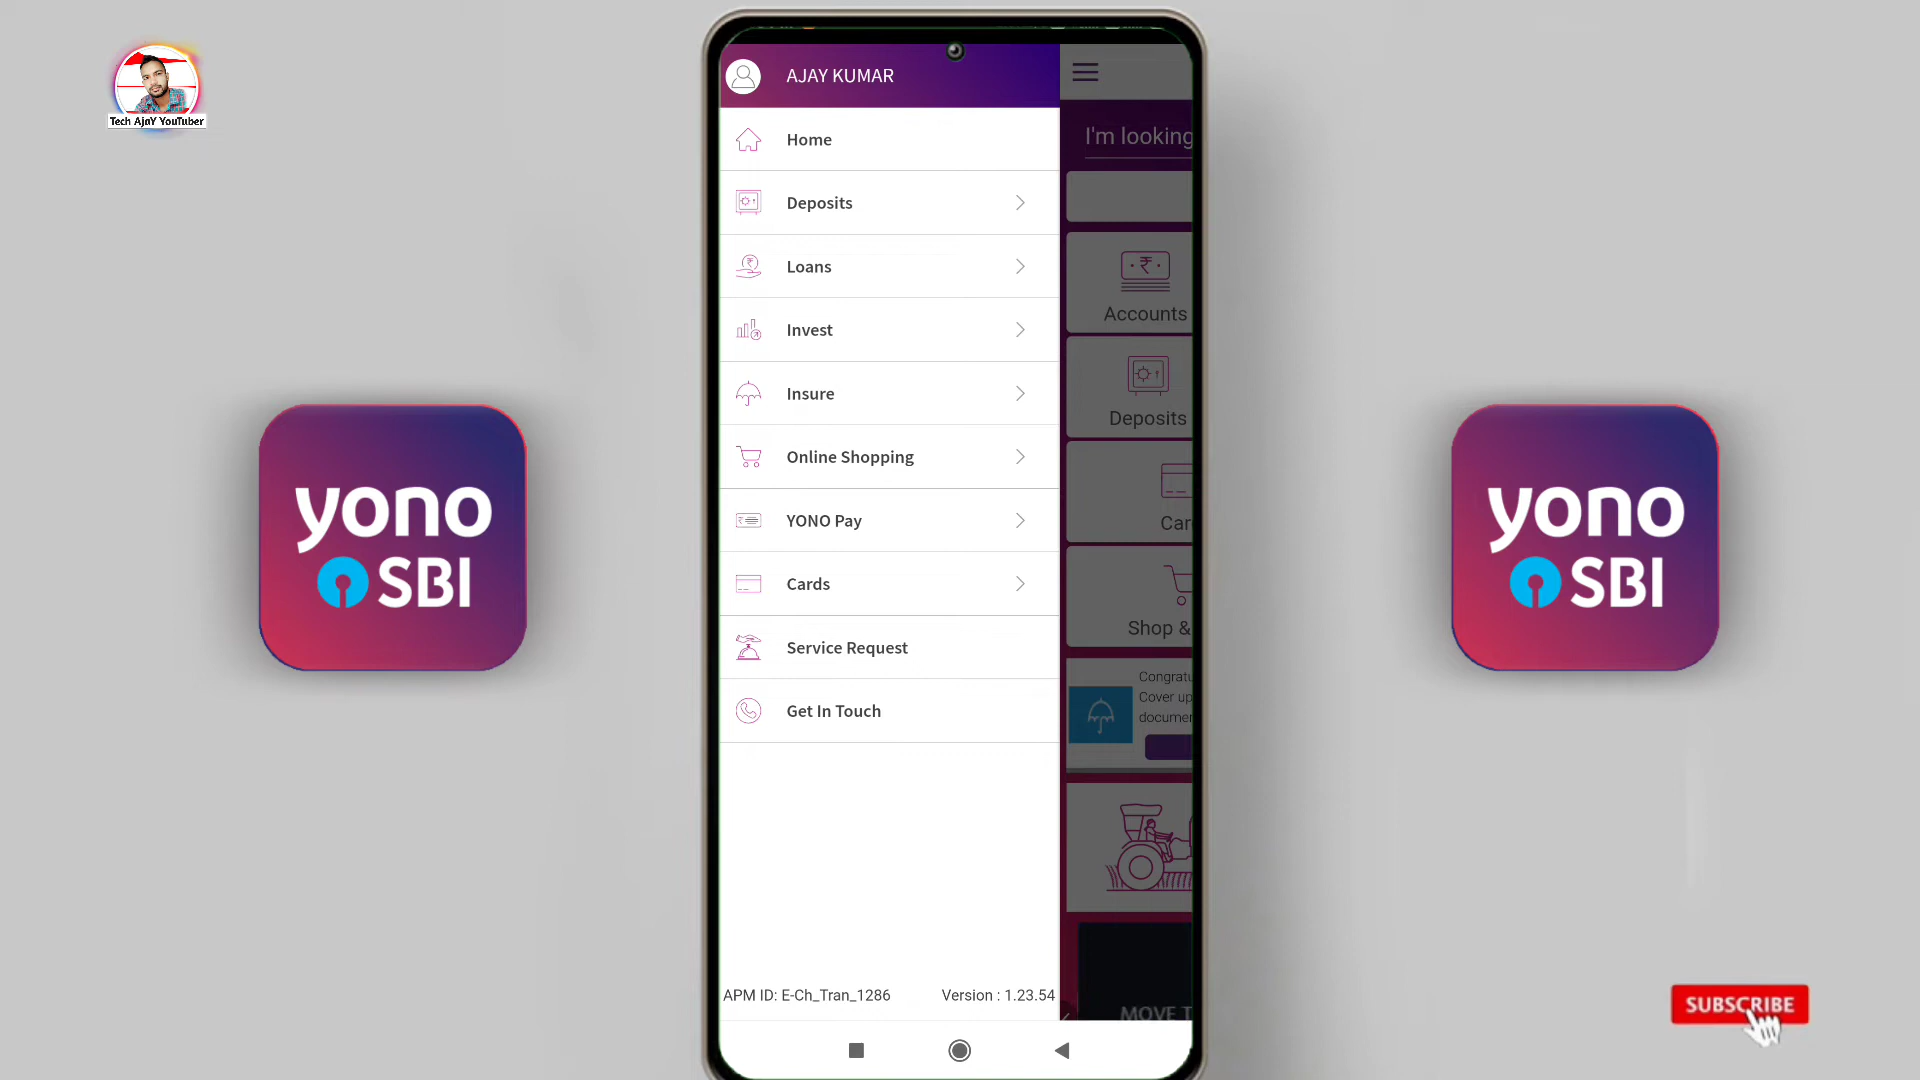 Tech AjaY YouTuber
AJAY KUMAR
Home
Deposits
Loans
Invest
Insure
Online Shopping
YONO Pay
Cards
Service Request
Get In Touch
APM ID: E-Ch_Tran_1286
Version : 1.23.54
I'm looking
Accounts
Deposits
Car
Shop &
Congratu
Cover up
documen
MOVE T
yono
SBI
yono
SBI
SUBSCRIBE